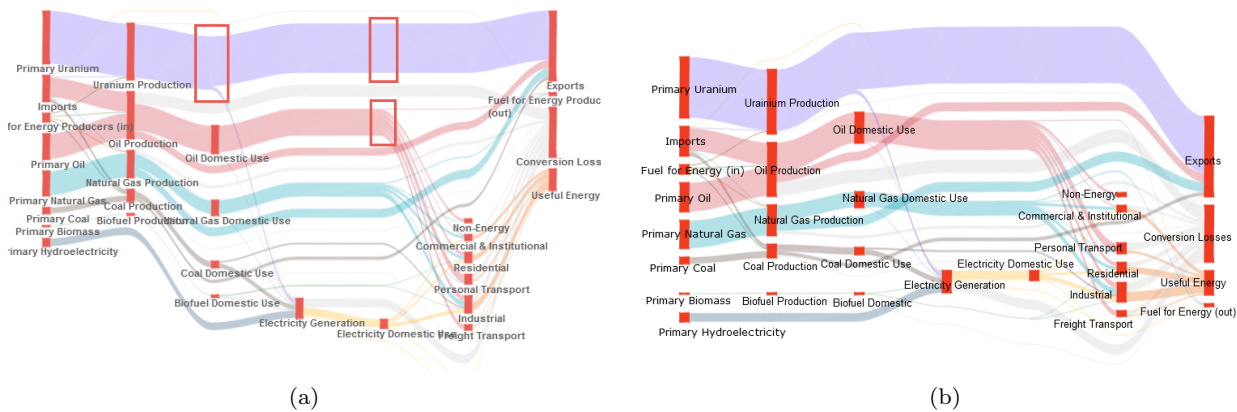 Primary Uranium
Uranium Production
Imports
for Energy Producers (in)
Oil Production
Oil Domestic Use
Primary Oil
Natural Gas Production
Primary Natural Gas
Coal Production
Primary Coal
Biofuel Produc
Natural Gas Domestic Use
Primary Biomass
rimary Hydroelectricity
Coal Domestic Use
Biofuel Domestic Use
Electricity Generation
Electricity Domestic Use
Exports
Fuel for Energy Produc
(out)
Conversion Loss
Useful Energy
Non-Energy
Commercial & Institutional
Residential
Personal Transport
Industrial
Freight Transport
(a)
Primary Uranium
Urainium Production
Imports
Oil Domestic Use
Fuel for Energy (in)
Oil Production
Primary Oil
Natural Gas Domestic Use
Natural Gas Production
Primary Natural Gas
Primary Coal
Coal Production
Coal Domestic Use
Electricity Domestic Use
Electricity Generation
Primary Biomass
Biofuel Production
Biofuel Domestic
Primary Hydroelectricity
Exports
Non-Energy
Commercial & Institutional
Conversion Losses
Personal Transport
Residential
Useful Energy
Industrial
Fuel for Energy (out)
Freight Transport
(b)